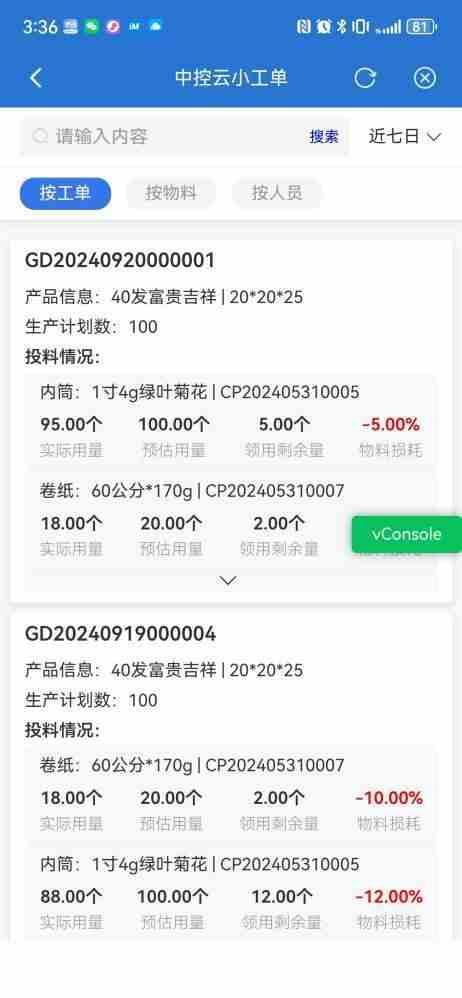 3:36
81
中控云小工单
请输入内容 搜索 近七日
按工单 按物料 按人员
GD20240920000001
产品信息: 40发富贵吉祥 | 20*20*25
生产计划数: 100
投料情况:
内筒: 1寸4g绿叶菊花 | CP202405310005
95.00个 100.00个 5.00个 -5.00%
实际用量 预估用量 领用剩余量 物料损耗
卷纸: 60公分*170g | CP202405310007
18.00个 20.00个 2.00个
vConsole
实际用量 预估用量 领用剩余量
GD20240919000004
产品信息: 40发富贵吉祥 | 20*20*25
生产计划数: 100
投料情况:
卷纸: 60公分*170g | CP202405310007
18.00个 20.00个 2.00个 -10.00%
实际用量 预估用量 领用剩余量 物料损耗
内筒: 1寸4g绿叶菊花 | CP202405310005
88.00个 100.00个 12.00个 -12.00%
实际用量 预估用量 领用剩余量 物料损耗